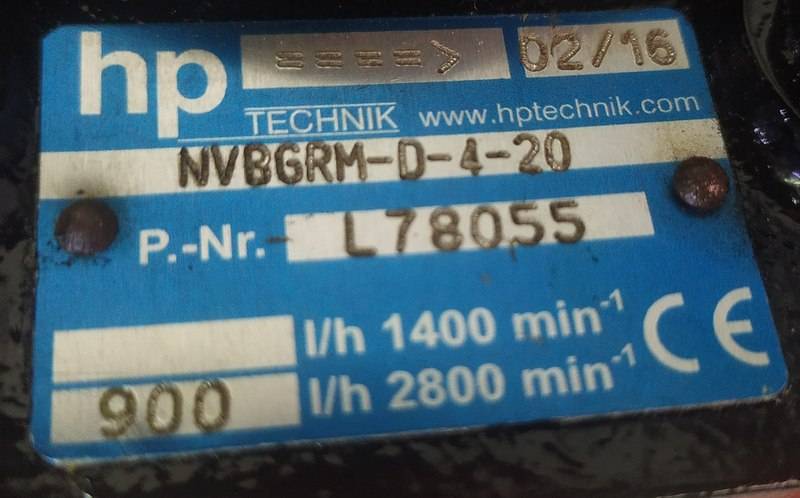 hp ====> 02/16
TECHNIK www.hptechnik.com
NVBGRM-D-4-20
P.-Nr. L78055
l/h 1400 min-1
900 l/h 2800 min-1
CE